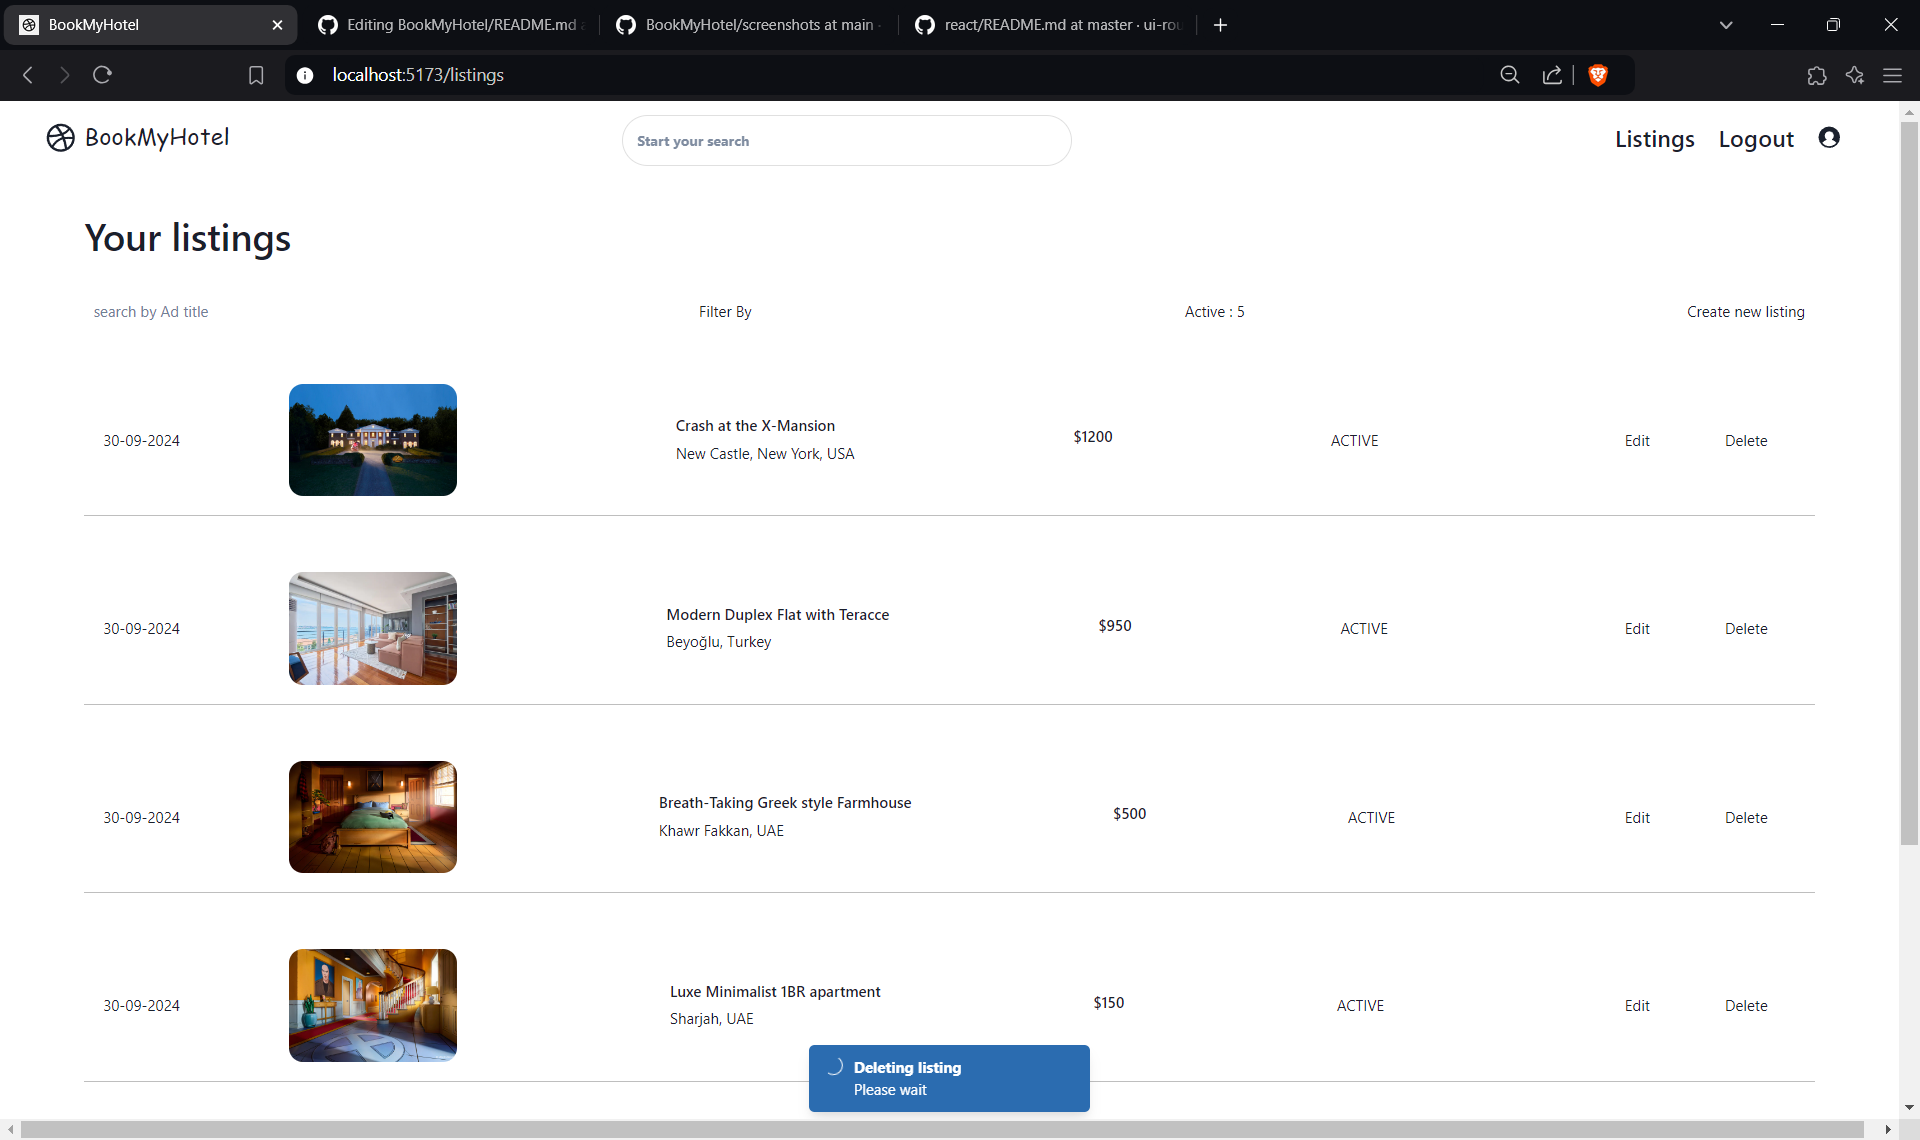 BookMyHotel
Editing BookMyHotel/README.md
BookMyHotel/screenshots at main
react/README.md at master · ui-rou
localhost:5173/listings
BookMyHotel
Start your search
Listings
Logout
Your listings
search by Ad title
Filter By
Active : 5
Create new listing
30-09-2024
Crash at the X-Mansion
New Castle, New York, USA
$1200
ACTIVE
Edit
Delete
30-09-2024
Modern Duplex Flat with Teracce
Beyoğlu, Turkey
$950
ACTIVE
Edit
Delete
30-09-2024
Breath-Taking Greek style Farmhouse
Khawr Fakkan, UAE
$500
ACTIVE
Edit
Delete
30-09-2024
Luxe Minimalist 1BR apartment
Sharjah, UAE
$150
ACTIVE
Edit
Delete
Deleting listing
Please wait